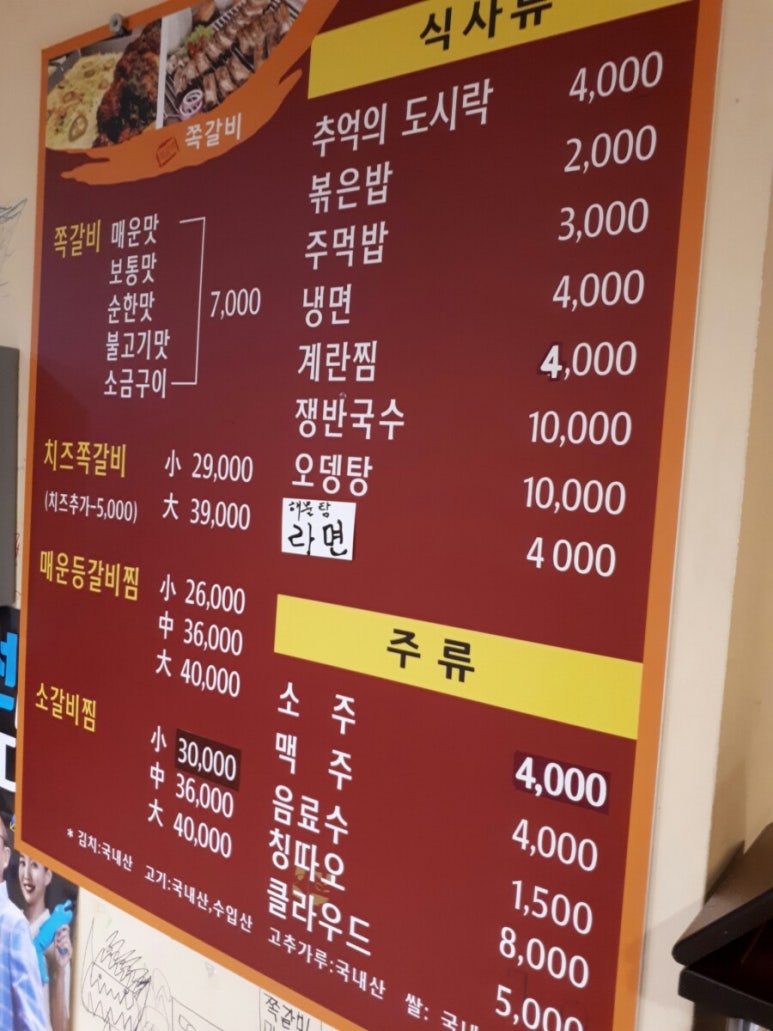 쪽갈비
쪽갈비 매운맛
보통맛
순한맛
불고기맛
소금구이
7,000
치즈쪽갈비 小 29,000
(치즈추가-5,000) 大 39,000
매운등갈비찜 小 26,000
中 36,000
大 40,000
소갈비찜 小 30,000
中 36,000
大 40,000
식사류
추억의 도시락 4,000
볶은밥 2,000
주먹밥 3,000
냉면 4,000
계란찜 4,000
쟁반국수 10,000
오뎅탕 10,000
해물탕
라면 4 000
주류
소 주 4,000
맥 주 4,000
음료수 1,500
칭따오 8,000
클라우드 5,000
* 김치:국내산 고기:국내산,수입산 고추가루:국내산 쌀:
쪽갈비